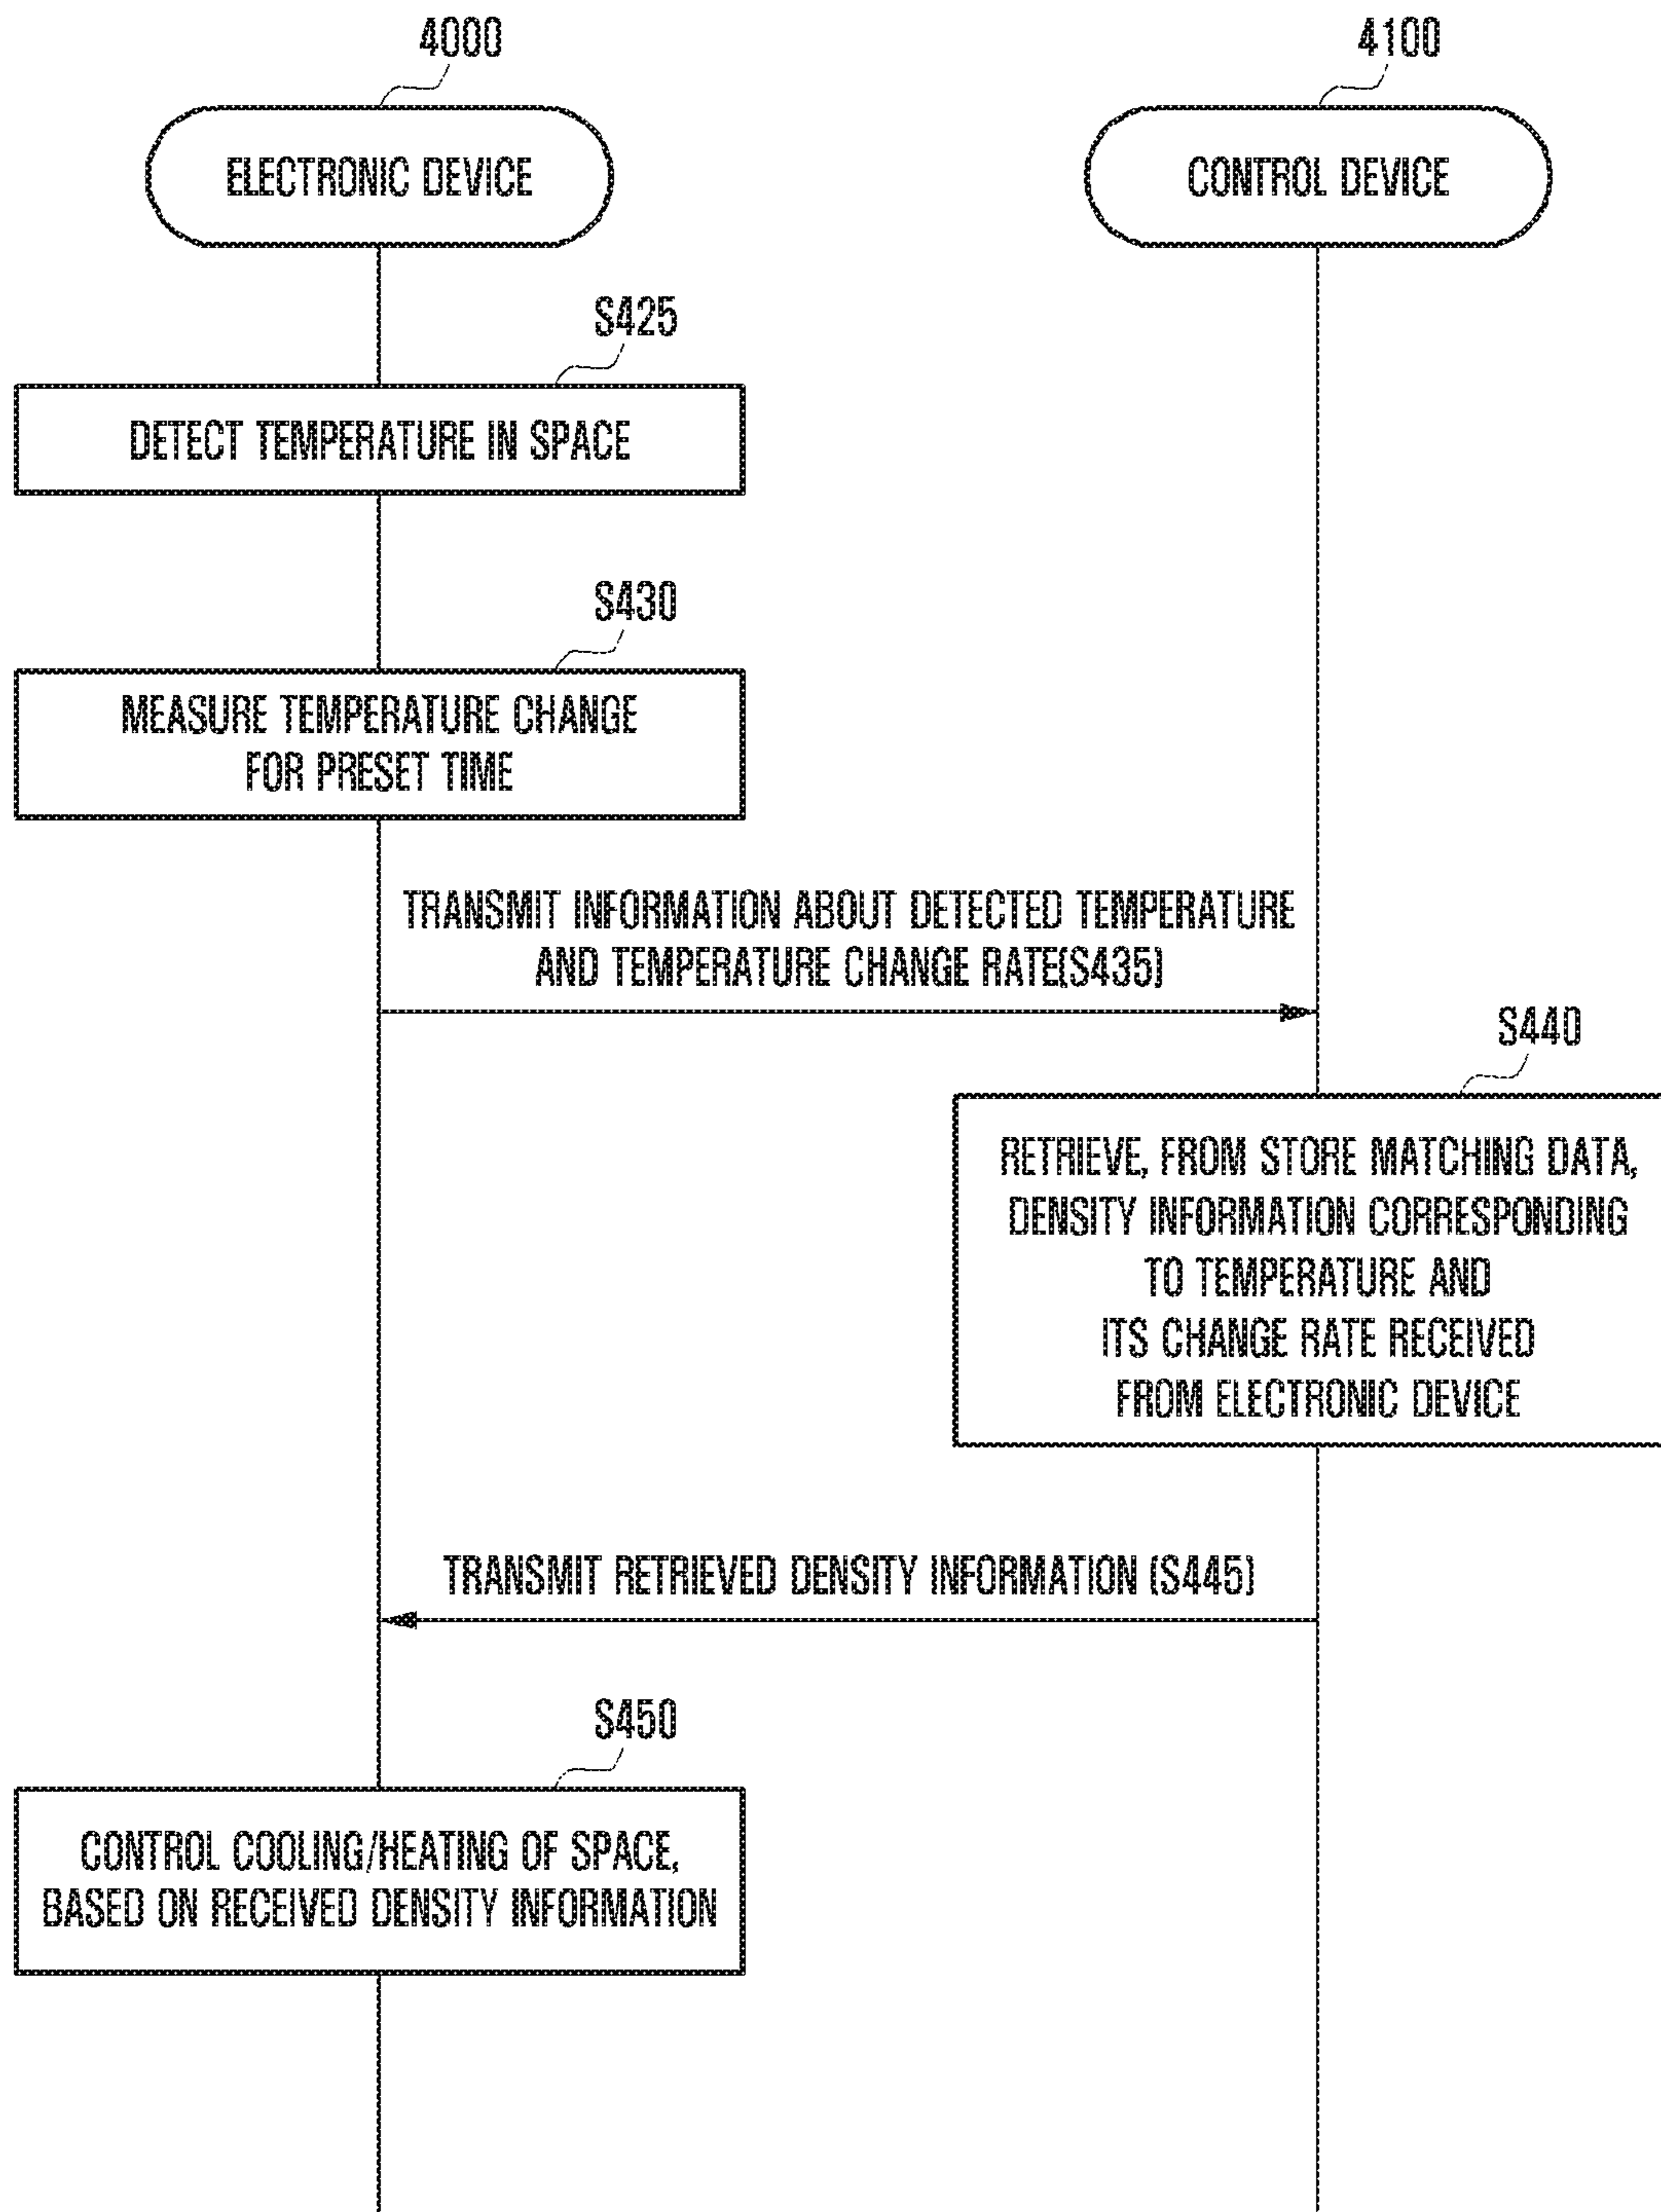 4000
4100
ELECTRONIC DEVICE
CONTROL DEVICE
S425
DETECT TEMPERATURE IN SPACE
S430
MEASURE TEMPERATURE CHANGE
FOR PRESET TIME
TRANSMIT INFORMATION ABOUT DETECTED TEMPERATURE
AND TEMPERATURE CHANGE RATE(S435)
S440
RETRIEVE, FROM STORE MATCHING DATA,
DENSITY INFORMATION CORRESPONDING
TO TEMPERATURE AND
ITS CHANGE RATE RECEIVED
FROM ELECTRONIC DEVICE
TRANSMIT RETRIEVED DENSITY INFORMATION (S445)
S450
CONTROL COOLING/HEATING OF SPACE,
BASED ON RECEIVED DENSITY INFORMATION